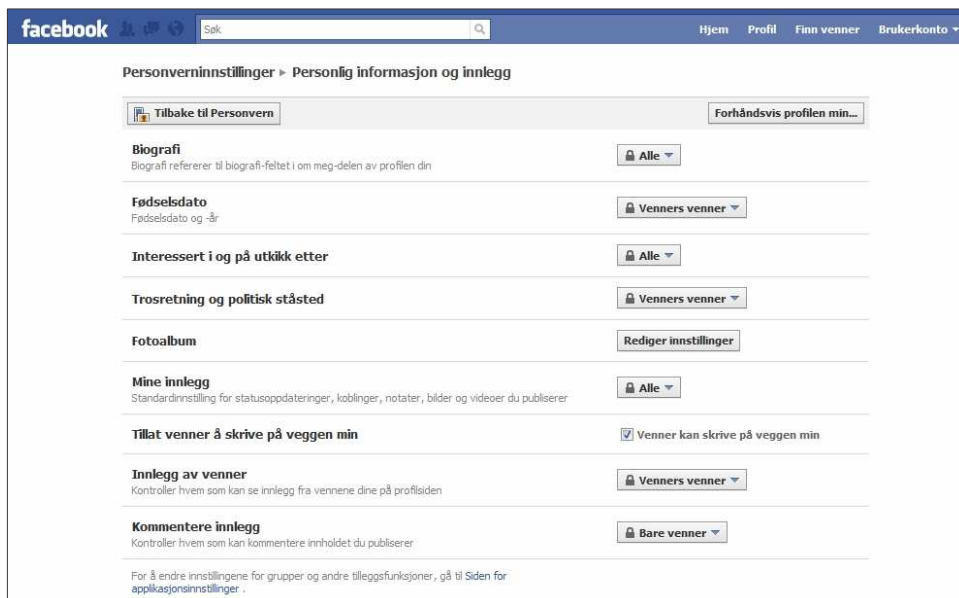 facebook Søk Hjem Profil Finn venner Brukerkonto
Personverninnstillinger ▸ Personlig informasjon og innlegg
Tilbake til Personvern Forhåndsvis profilen min...
Biografi
Biografi refererer til biografi-feltet i om meg-delen av profilen din
Alle
Fødselsdato
Fødselsdato og -år
Venners venner
Interessert i og på utkikk etter Alle
Trosretning og politisk ståsted Venners venner
Fotoalbum Rediger innstillinger
Mine innlegg
Standardinnstilling for statusoppdateringer, koblinger, notater, bilder og videoer du publiserer
Alle
Tillat venner å skrive på veggen min Venner kan skrive på veggen min
Innlegg av venner
Kontroller hvem som kan se innlegg fra vennene dine på profilsiden
Venners venner
Kommentere innlegg
Kontroller hvem som kan kommentere innholdet du publiserer
Bare venner
For å endre innstillingene for grupper og andre tilleggsfunksjoner, gå til Siden for
applikasjonsinnstillinger .